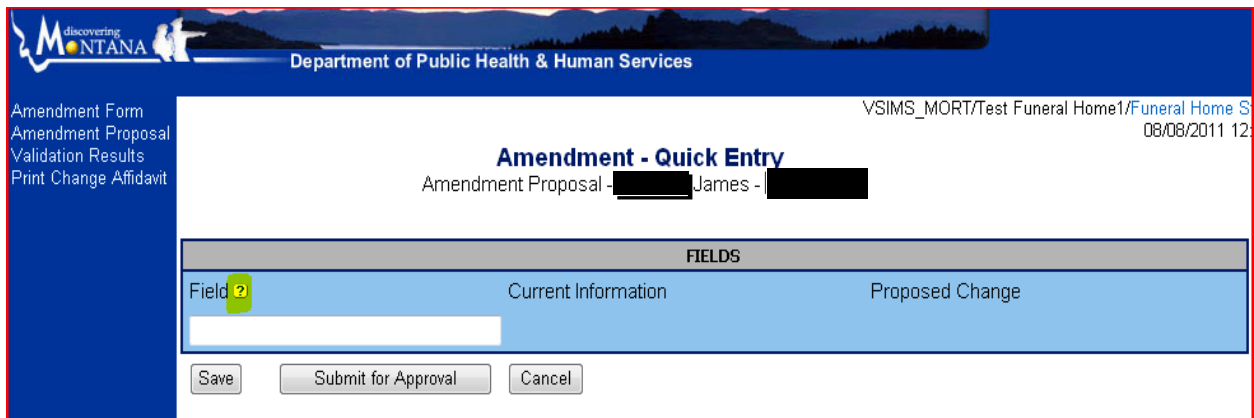 discovering
MONTANA
Department of Public Health & Human Services
Amendment Form
Amendment Proposal
Validation Results
Print Change Affidavit
VSIMS_MORT/Test Funeral Home1/Funeral Home S
08/08/2011 12:
Amendment - Quick Entry
Amendment Proposal - James -
FIELDS
Field ? Current Information Proposed Change
Save Submit for Approval Cancel